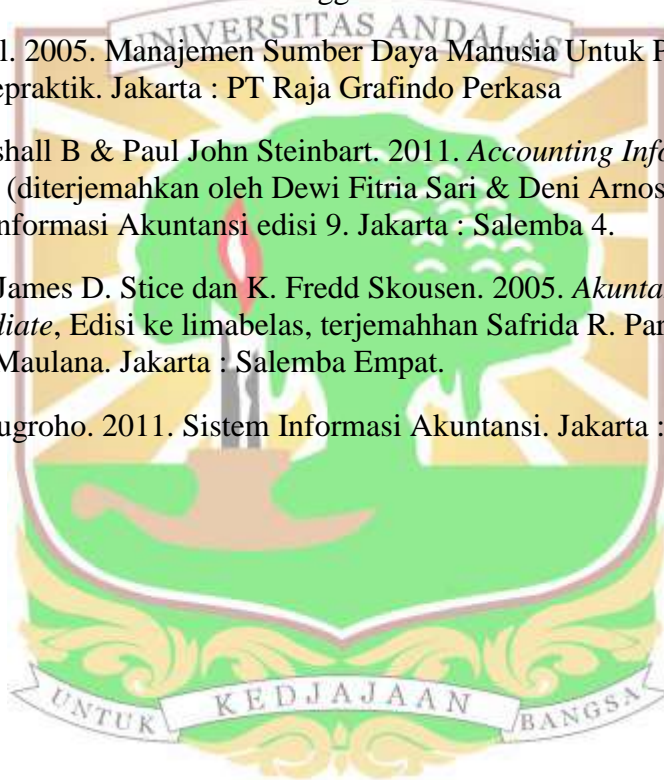 UNIVERSITAS ANDALAS
l. 2005. Manajemen Sumber Daya Manusia Untuk P
epraktik. Jakarta : PT Raja Grafindo Perkasa
shall B & Paul John Steinbart. 2011. Accounting Info
(diterjemahkan oleh Dewi Fitria Sari & Deni Arnos
nformasi Akuntansi edisi 9. Jakarta : Salemba 4.
James D. Stice dan K. Fredd Skousen. 2005. Akunta
diate, Edisi ke limabelas, terjemahhan Safrida R. Par
Maulana. Jakarta : Salemba Empat.
ugroho. 2011. Sistem Informasi Akuntansi. Jakarta :
UNTUK KEDJAJAAN BANGSA